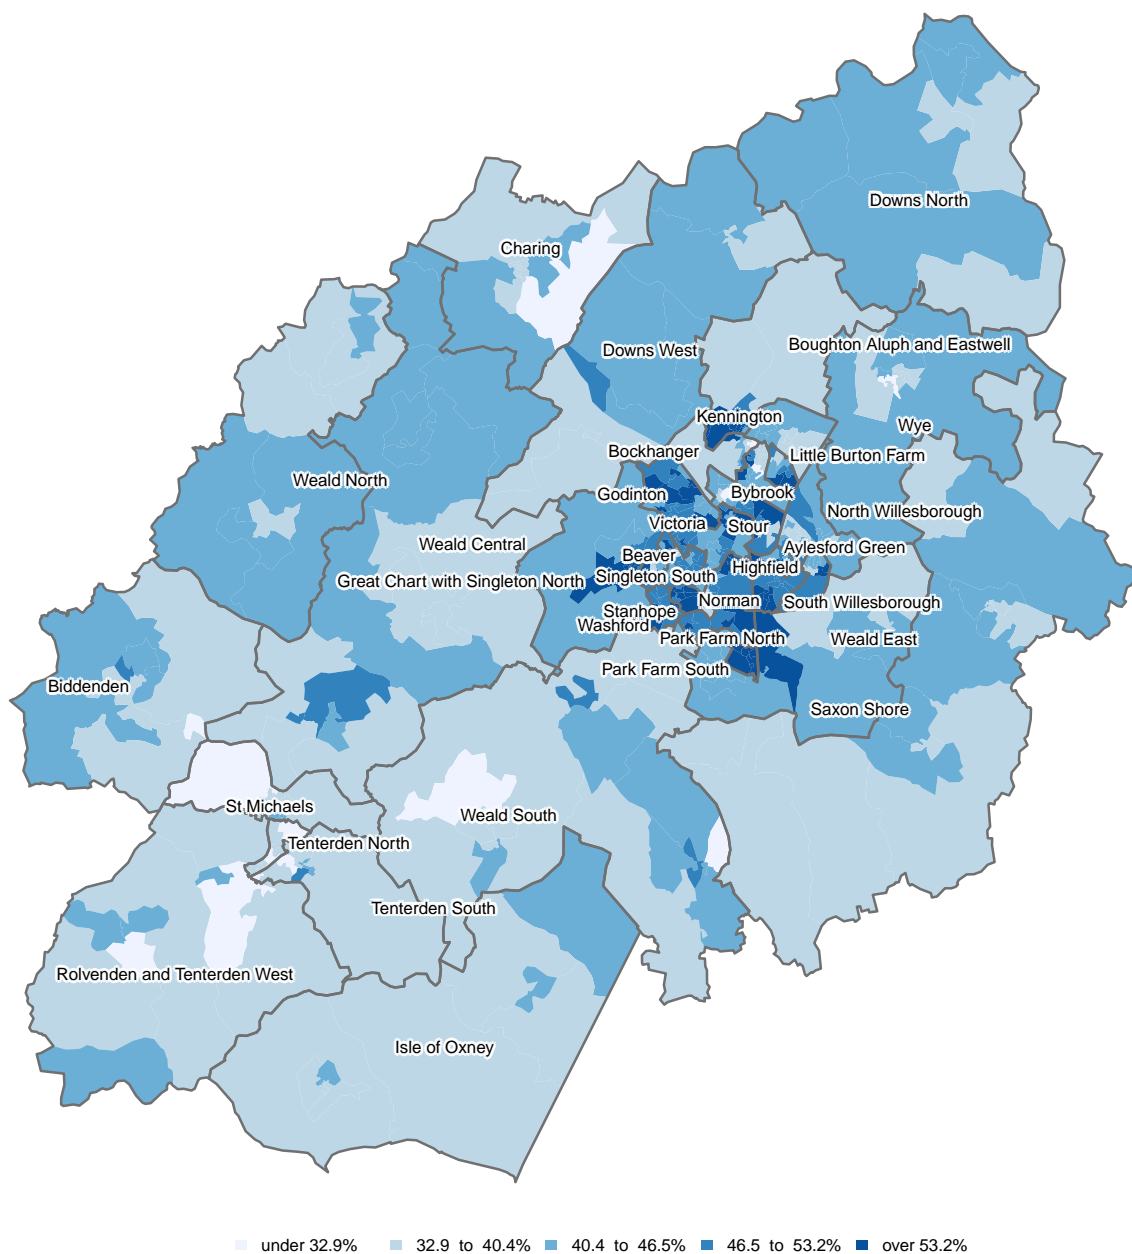 Downs North
Charing
Boughton Aluph and Eastwell
Downs West
Kennington
Wye
Bockhanger
Little Burton Farm
Weald North
Godinton
Bybrook
North Willesborough
Victoria
Stour
Weald Central
Aylesford Green
Beaver
Highfield
Great Chart with Singleton North
Singleton South
Norman
South Willesborough
Stanhope
Washford
Park Farm North
Weald East
Park Farm South
Biddenden
Saxon Shore
St Michaels
Weald South
Tenterden North
Tenterden South
Rolvenden and Tenterden West
Isle of Oxney
under 32.9% 32.9 to 40.4% 40.4 to 46.5% 46.5 to 53.2% over 53.2%